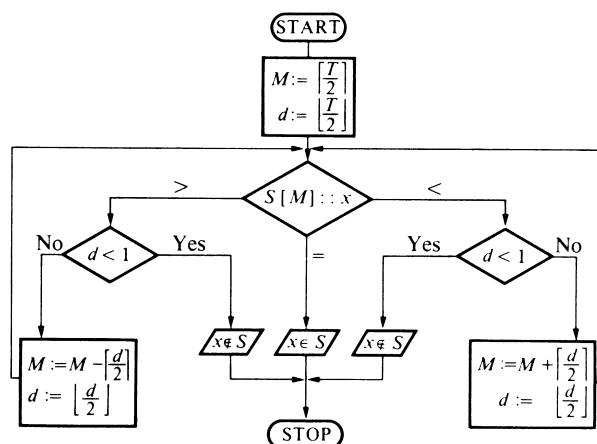 START
M := ⌈T/2⌉
d := ⌊T/2⌋
> S [ M ] : : x <
No d < 1 Yes = Yes d < 1 No
x∉ S x∈ S x∉ S
M := M − ⌈d/2⌉ M := M + ⌈d/2⌉
d := ⌊d/2⌋ d := ⌊d/2⌋
STOP